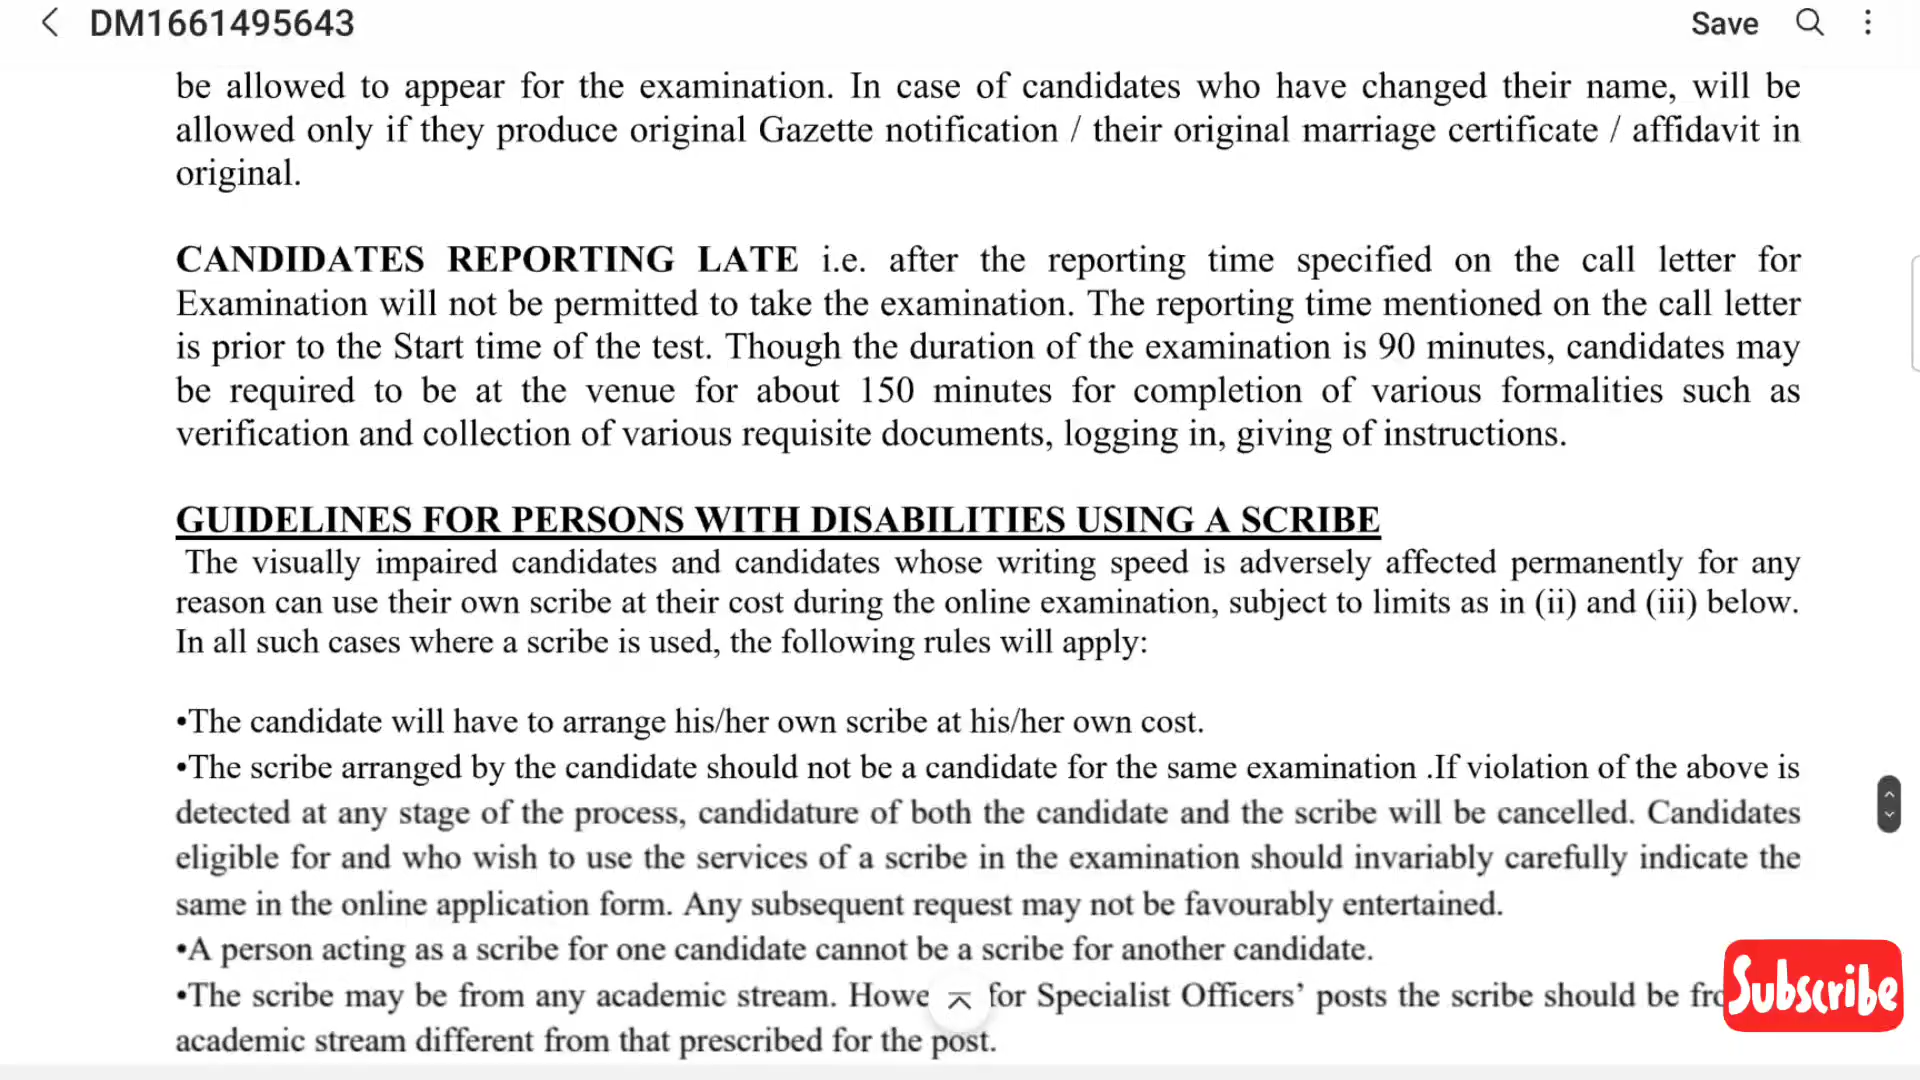 DM1661495643
Save
be allowed to appear for the examination. In case of candidates who have changed their name, will be
allowed only if they produce original Gazette notification / their original marriage certificate / affidavit in
original.
CANDIDATES REPORTING LATE i.e. after the reporting time specified on the call letter for
Examination will not be permitted to take the examination. The reporting time mentioned on the call letter
is prior to the Start time of the test. Though the duration of the examination is 90 minutes, candidates may
be required to be at the venue for about 150 minutes for completion of various formalities such as
verification and collection of various requisite documents, logging in, giving of instructions.
GUIDELINES FOR PERSONS WITH DISABILITIES USING A SCRIBE
The visually impaired candidates and candidates whose writing speed is adversely affected permanently for any
reason can use their own scribe at their cost during the online examination, subject to limits as in (ii) and (iii) below.
In all such cases where a scribe is used, the following rules will apply:
•The candidate will have to arrange his/her own scribe at his/her own cost.
•The scribe arranged by the candidate should not be a candidate for the same examination .If violation of the above is
detected at any stage of the process, candidature of both the candidate and the scribe will be cancelled. Candidates
eligible for and who wish to use the services of a scribe in the examination should invariably carefully indicate the
same in the online application form. Any subsequent request may not be favourably entertained.
•A person acting as a scribe for one candidate cannot be a scribe for another candidate.
•The scribe may be from any academic stream. Howe for Specialist Officers' posts the scribe should be
academic stream different from that prescribed for the post.
Subscribe